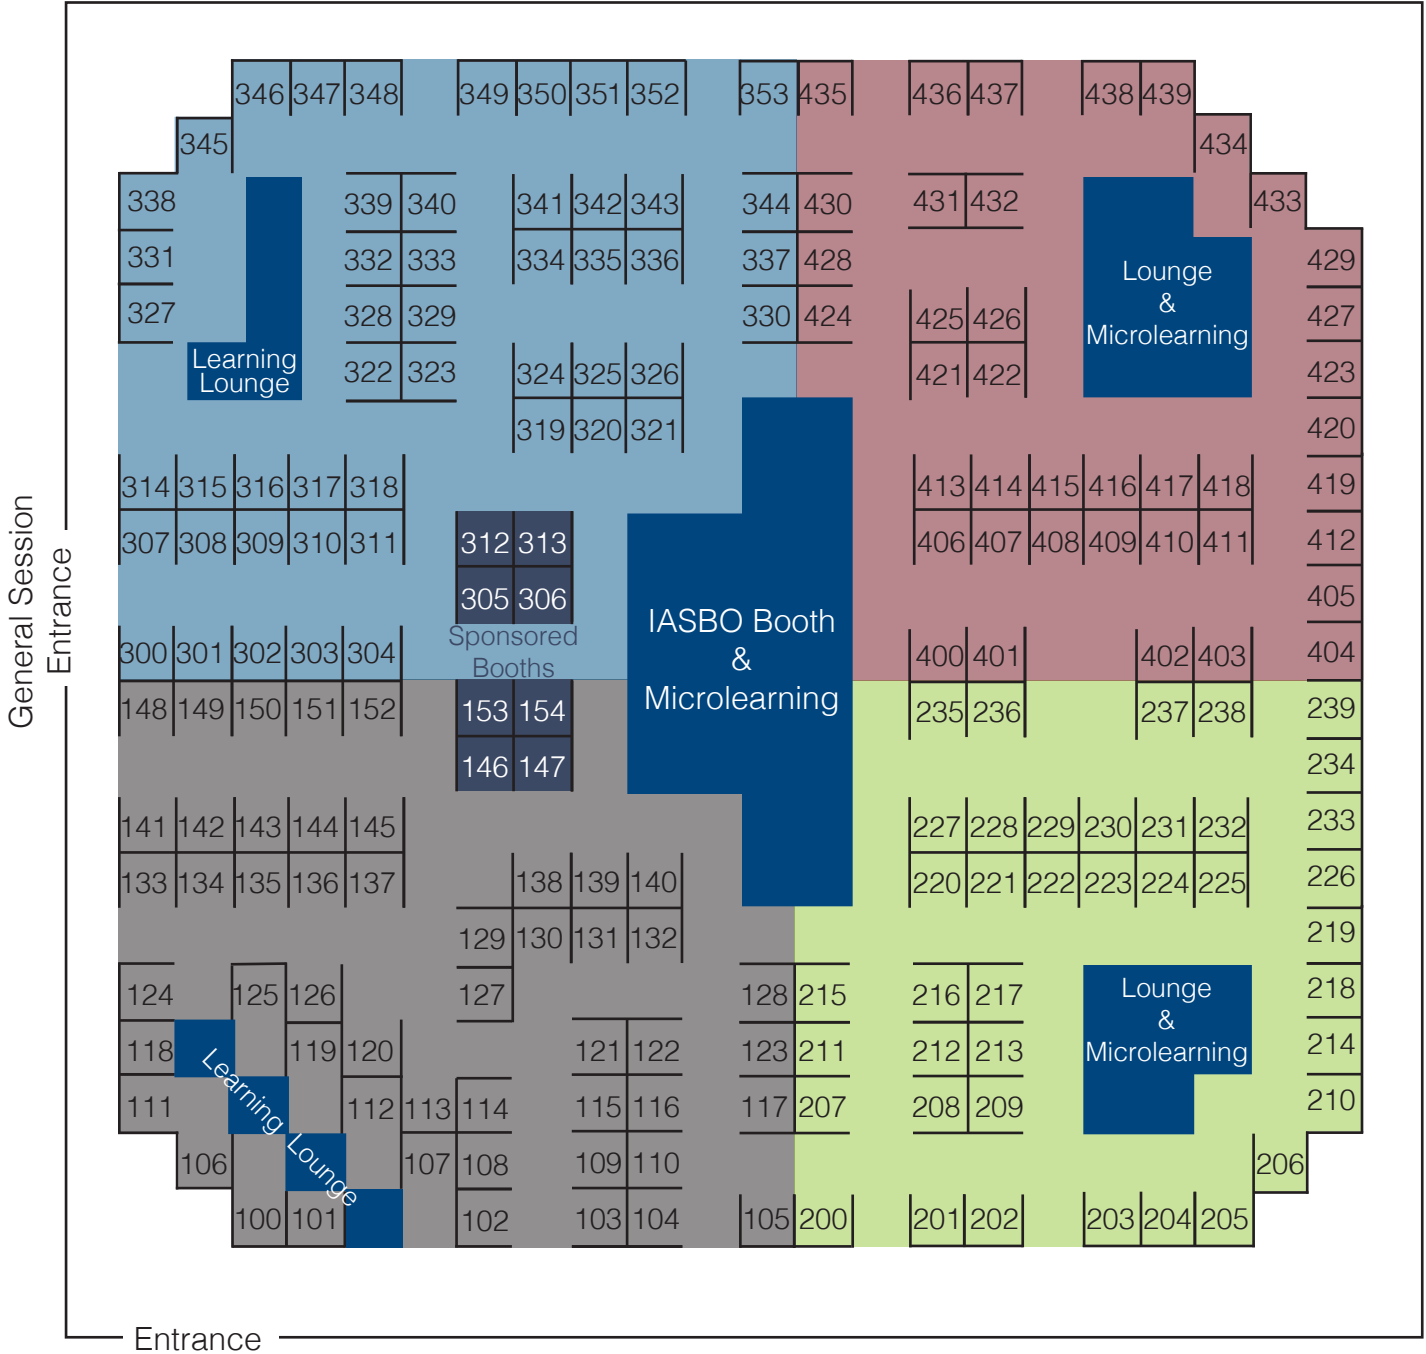 346 347 348 349 350 351 352 353 435 436 437 438 439
345 434
338 339 340 341 342 343 344 430 431 432 433
331 332 333 334 335 336 337 428 429
Lounge
&
Microlearning
327 328 329 330 424 425 426 427
Learning
Lounge
322 323 324 325 326 421 422 423
319 320 321 420
314 315 316 317 318 413 414 415 416 417 418 419
307 308 309 310 311 312 313 406 407 408 409 410 411 412
305 306 405
General Session
Entrance
IASBO Booth
&
Microlearning
Sponsored
Booths
300 301 302 303 304 400 401 402 403 404
148 149 150 151 152 153 154 235 236 237 238 239
146 147 234
141 142 143 144 145 227 228 229 230 231 232 233
133 134 135 136 137 138 139 140 220 221 222 223 224 225 226
129 130 131 132 219
124 125 126 127 128 215 216 217 218
Lounge
&
Microlearning
118 119 120 121 122 123 211 212 213 214
Learning Lounge
111 112 113 114 115 116 117 207 208 209 210
106 107 108 109 110 206
100 101 102 103 104 105 200 201 202 203 204 205
Entrance